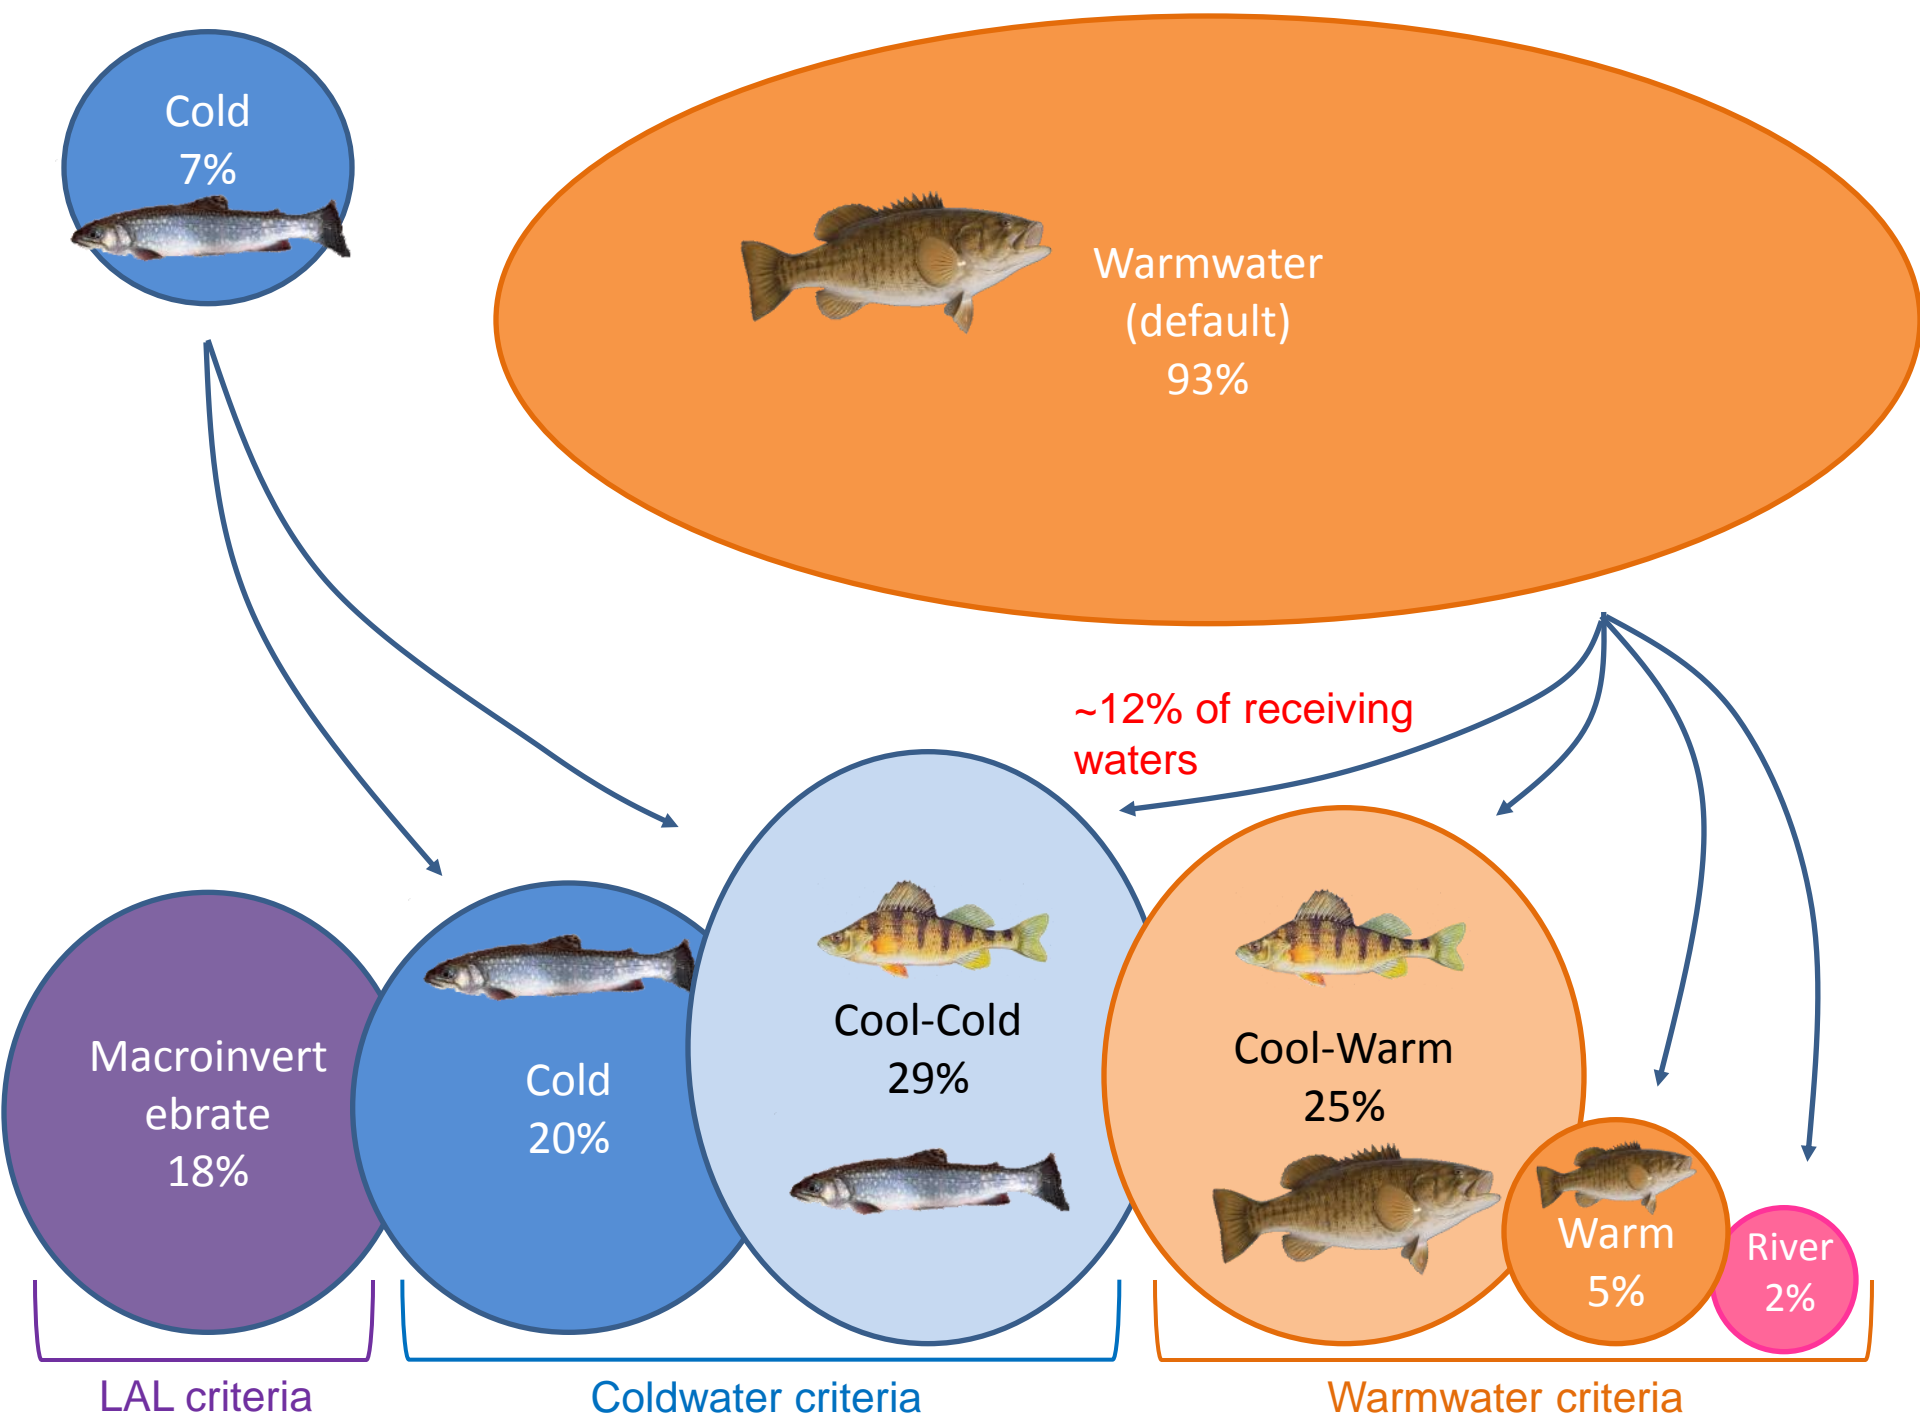 Cold
7%
Warmwater
(default)
93%
~12% of receiving
waters
Macroinvert
ebrate
18%
Cold
20%
Cool-Cold
29%
Cool-Warm
25%
Warm
5%
River
2%
LAL criteria
Coldwater criteria
Warmwater criteria